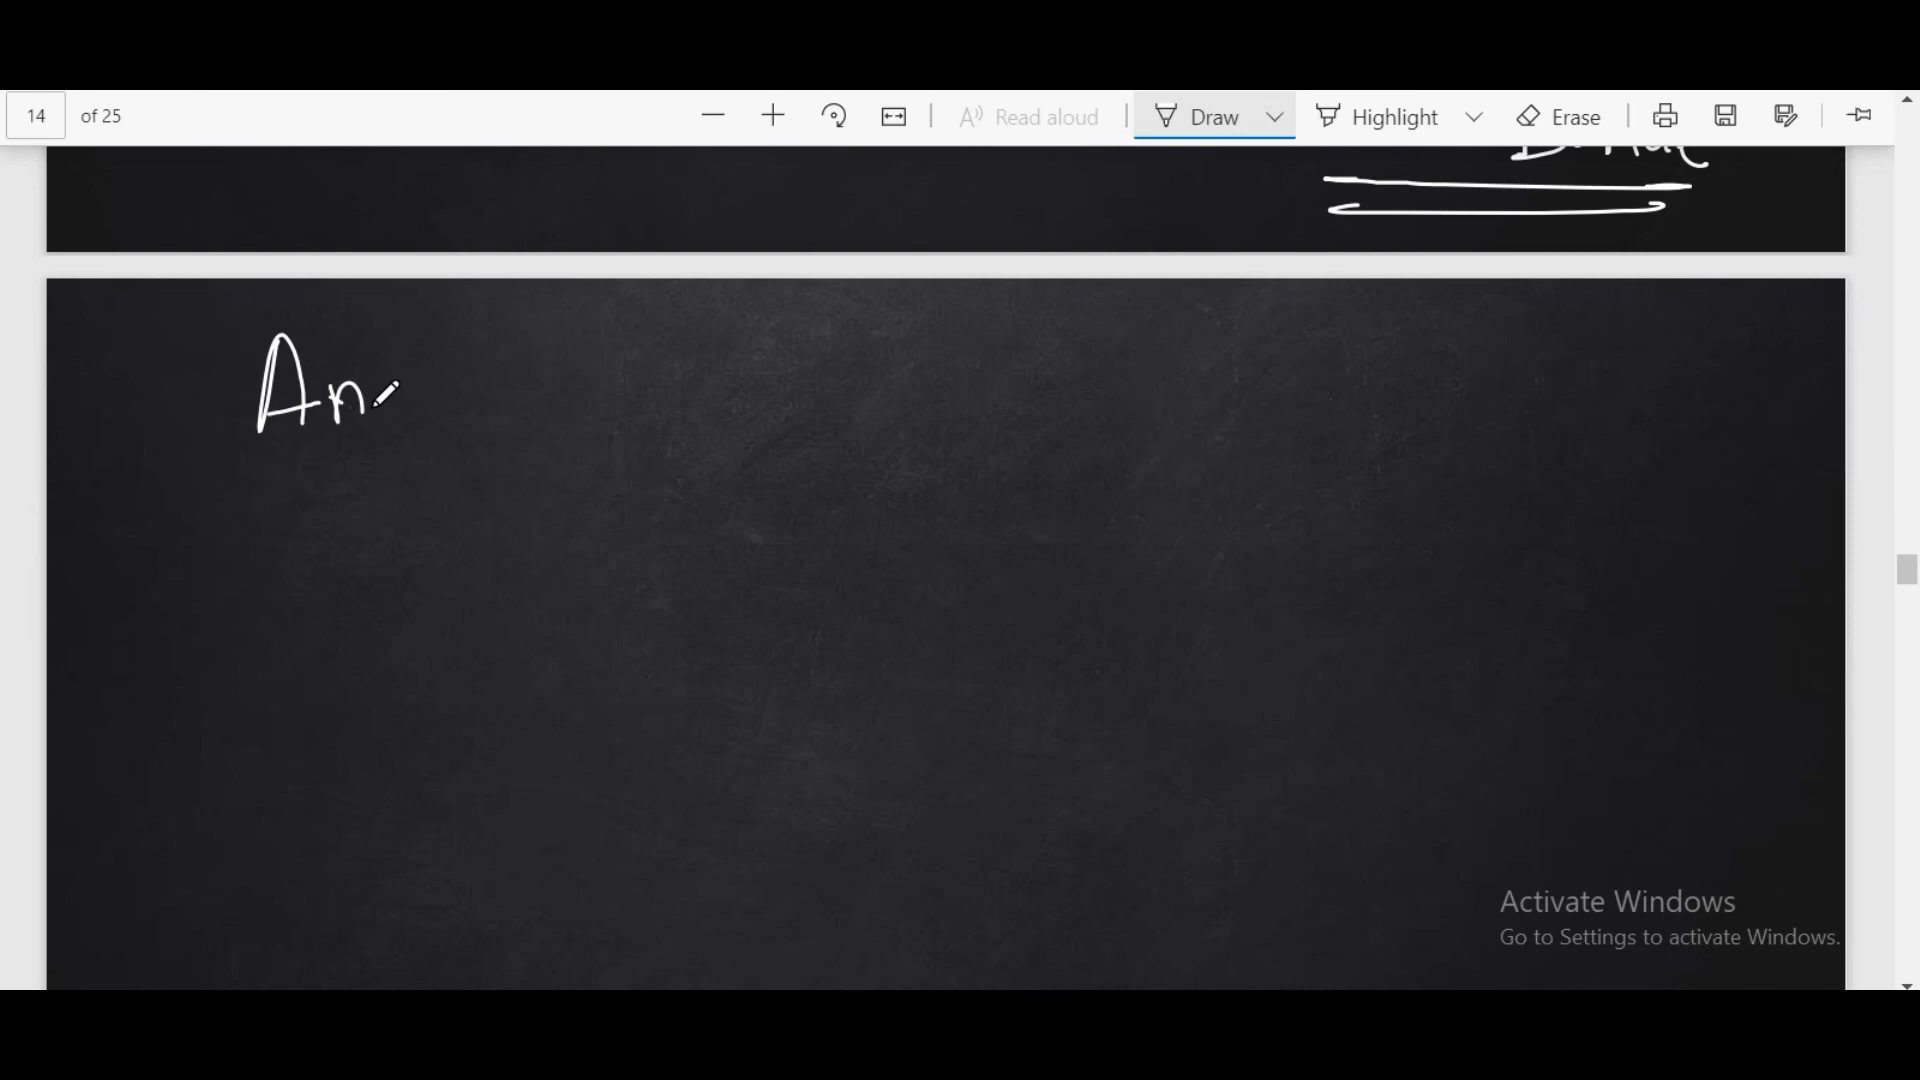 14 of 25 Read aloud Draw Highlight Erase
An
Activate Windows
Go to Settings to activate Windows.